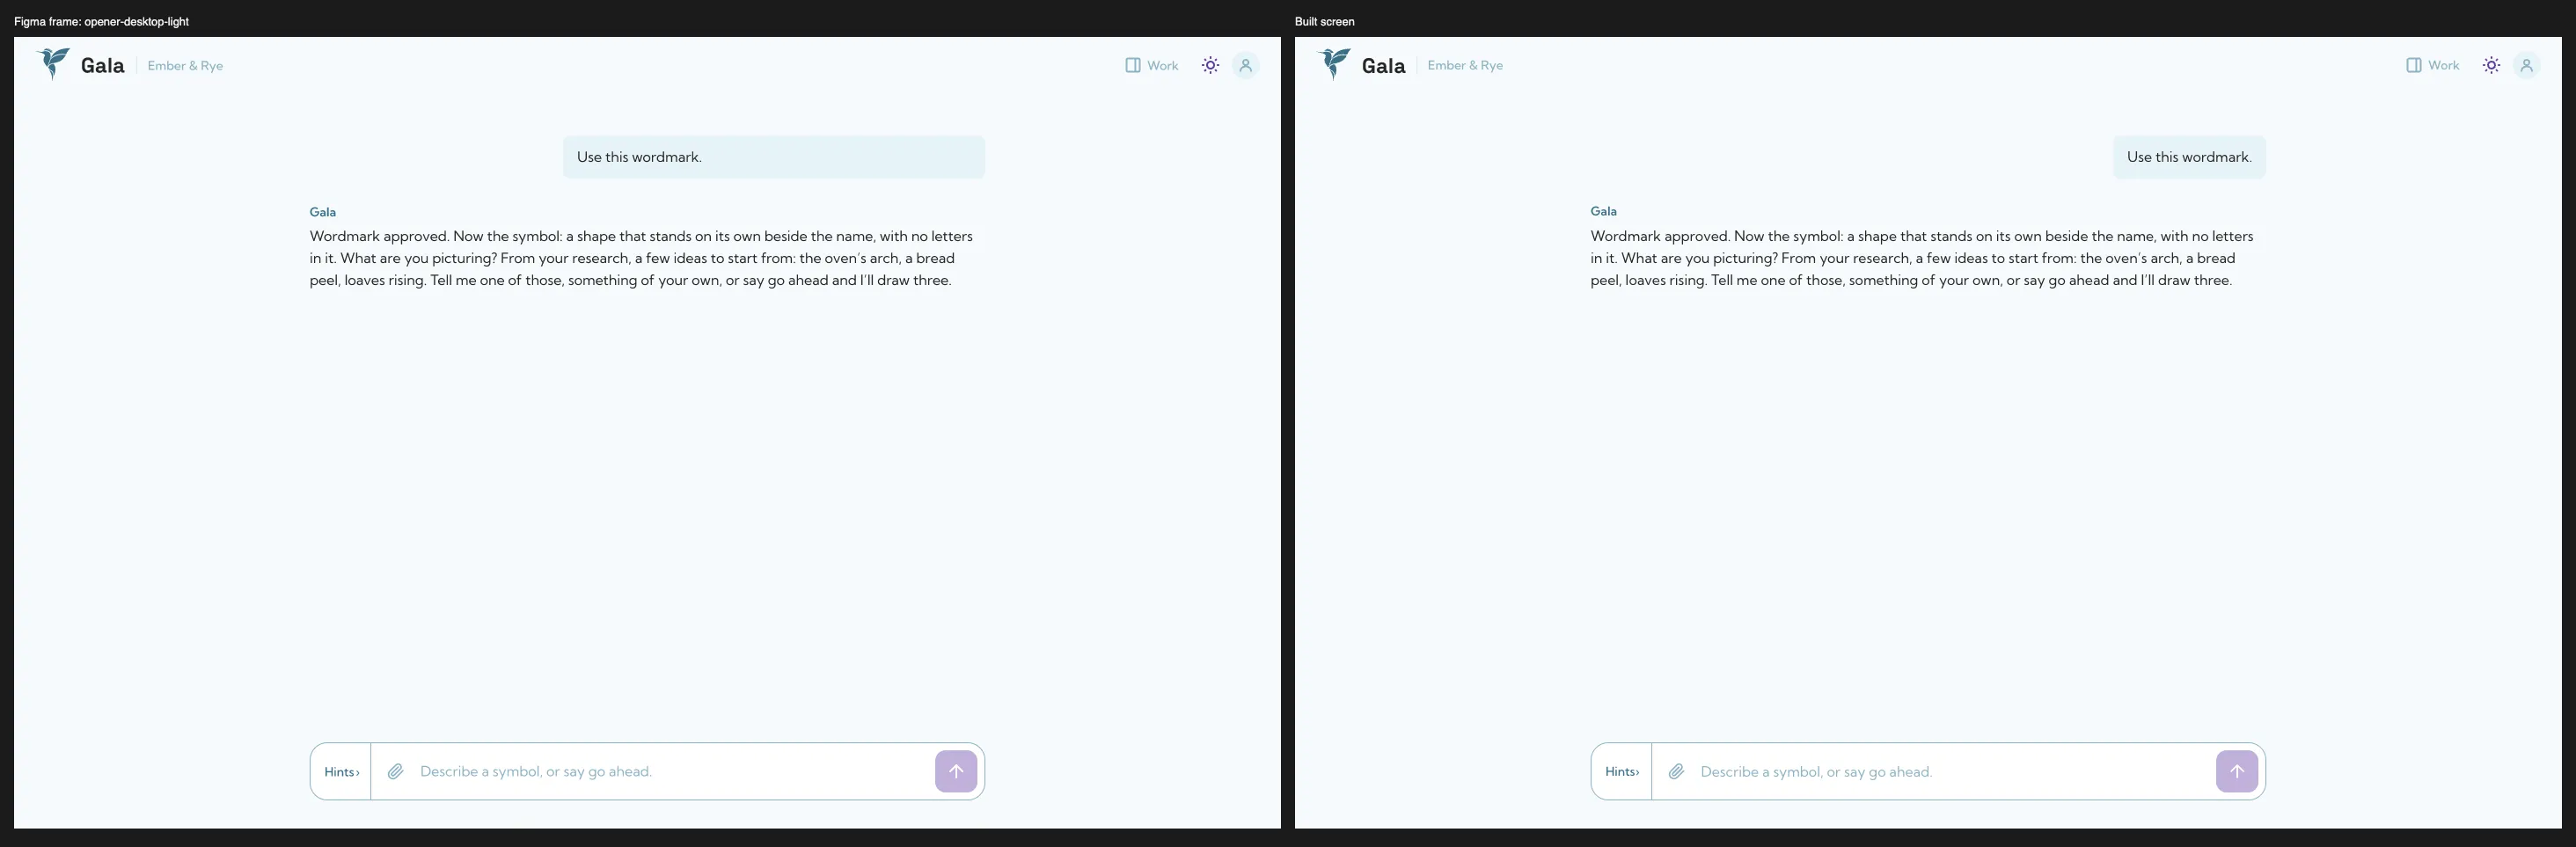 Figma frame: opener-desktop-light
Gala
Ember & Rye
Work
Use this wordmark.
Gala
Wordmark approved. Now the symbol: a shape that stands on its own beside the name, with no letters
in it. What are you picturing? From your research, a few ideas to start from: the oven’s arch, a bread
peel, loaves rising. Tell me one of those, something of your own, or say go ahead and I’ll draw three.
Hints ›
Describe a symbol, or say go ahead.
Built screen
Gala
Ember & Rye
Work
Use this wordmark.
Gala
Wordmark approved. Now the symbol: a shape that stands on its own beside the name, with no letters
in it. What are you picturing? From your research, a few ideas to start from: the oven’s arch, a bread
peel, loaves rising. Tell me one of those, something of your own, or say go ahead and I’ll draw three.
Hints›
Describe a symbol, or say go ahead.